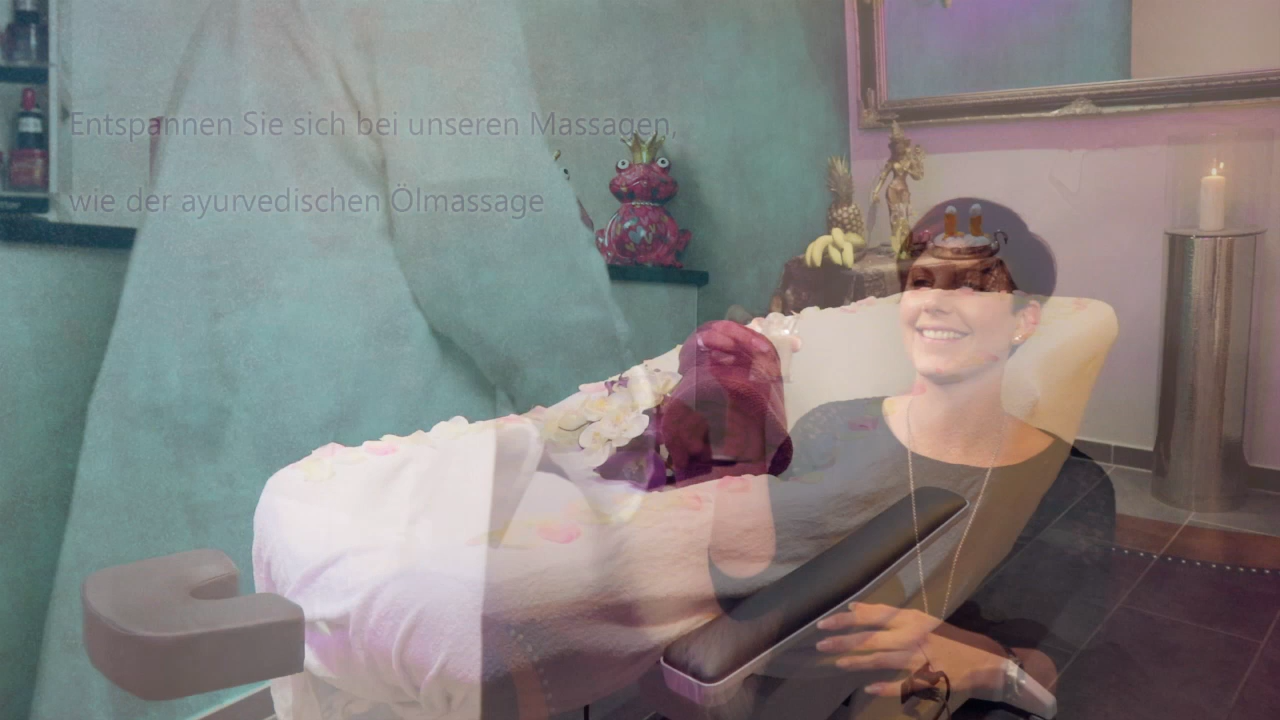 Entspannen Sie sich bei unseren Massagen,
wie der ayurvedischen Ölmassage